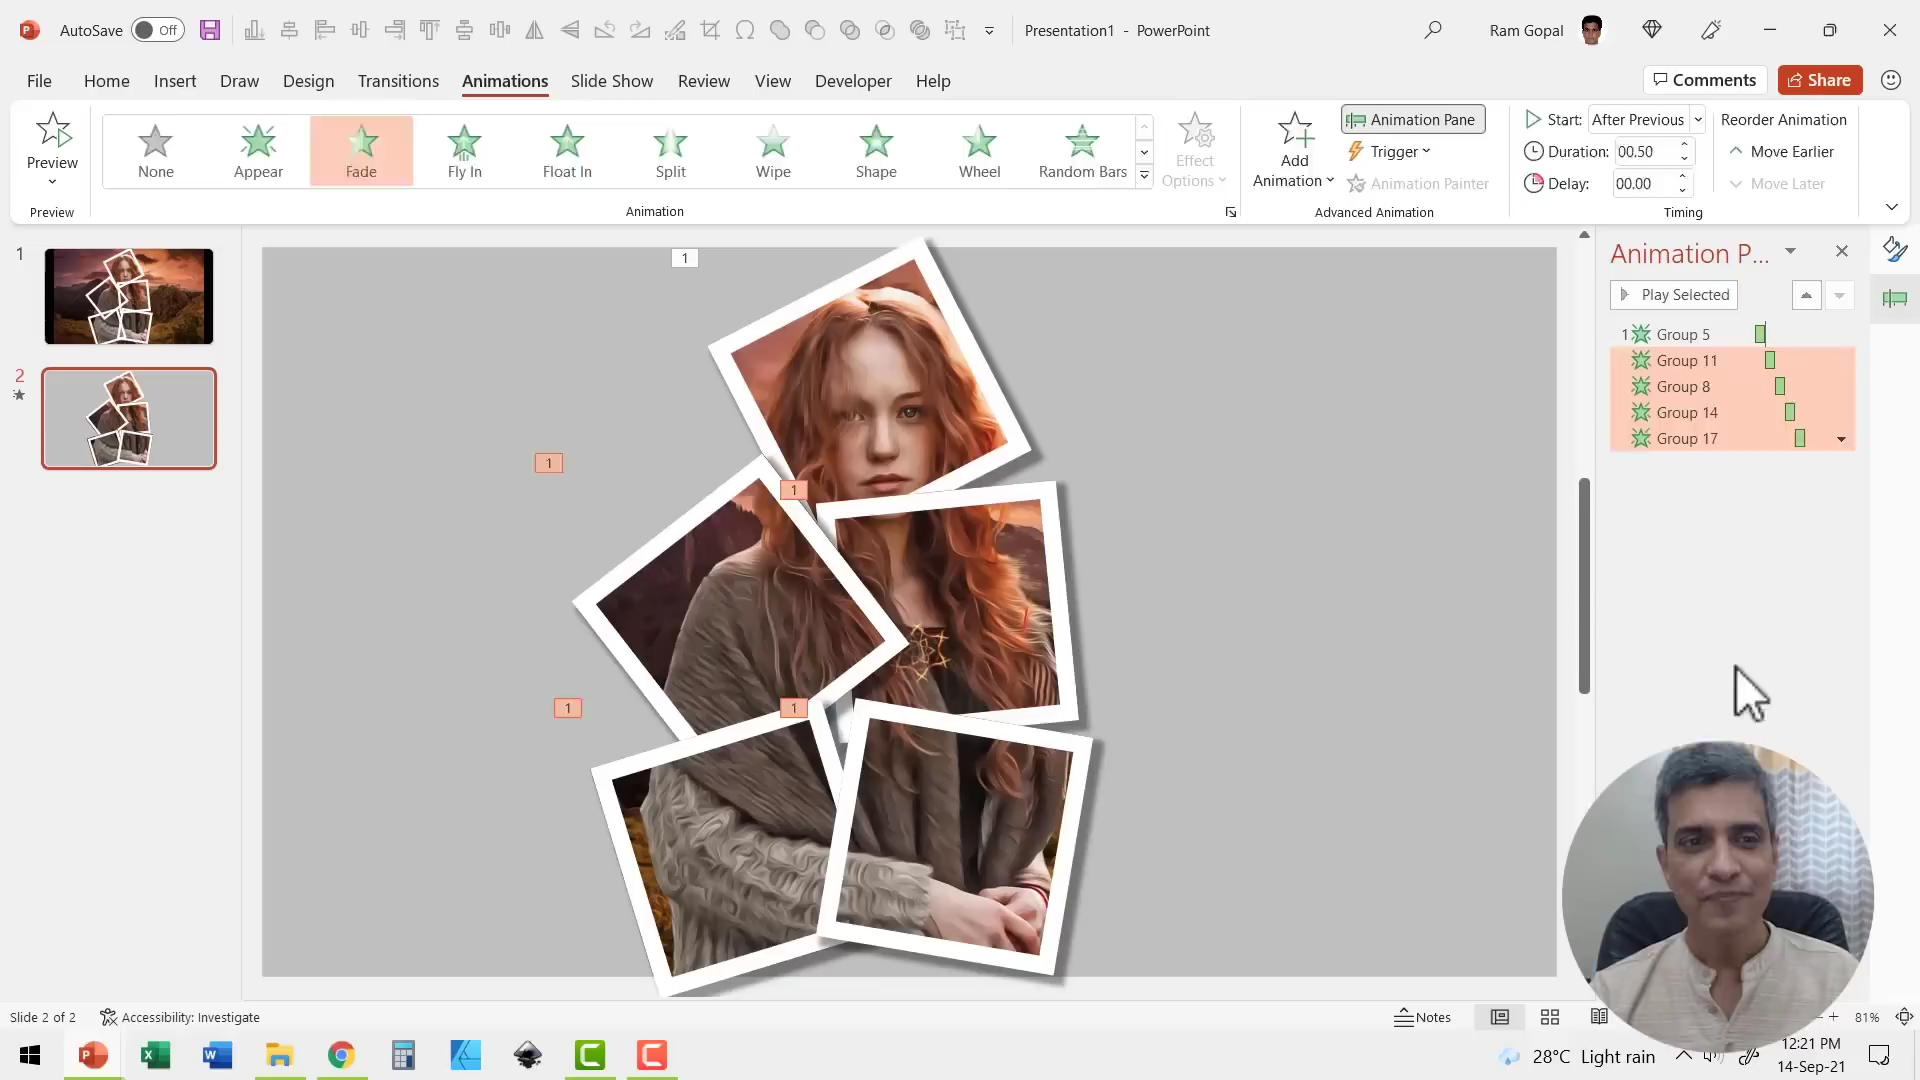 AutoSave Off Presentation1 - PowerPoint Ram Gopal
File Home Insert Draw Design Transitions Animations Slide Show Review View Developer Help Comments Share
Preview
None Appear Fade Fly In Float In Split Wipe Shape Wheel Random Bars
Effect Options
Add Animation
Animation Pane
Trigger
Animation Painter
Start: After Previous
Duration: 00.50
Delay: 00.00
Reorder Animation
Move Earlier
Move Later
Preview Animation Advanced Animation Timing
1
2
1
1
1
1
1
Animation P...
Play Selected
1 Group 5
Group 11
Group 8
Group 14
Group 17
Slide 2 of 2 Accessibility: Investigate Notes 81%
28°C Light rain
12:21 PM
14-Sep-21